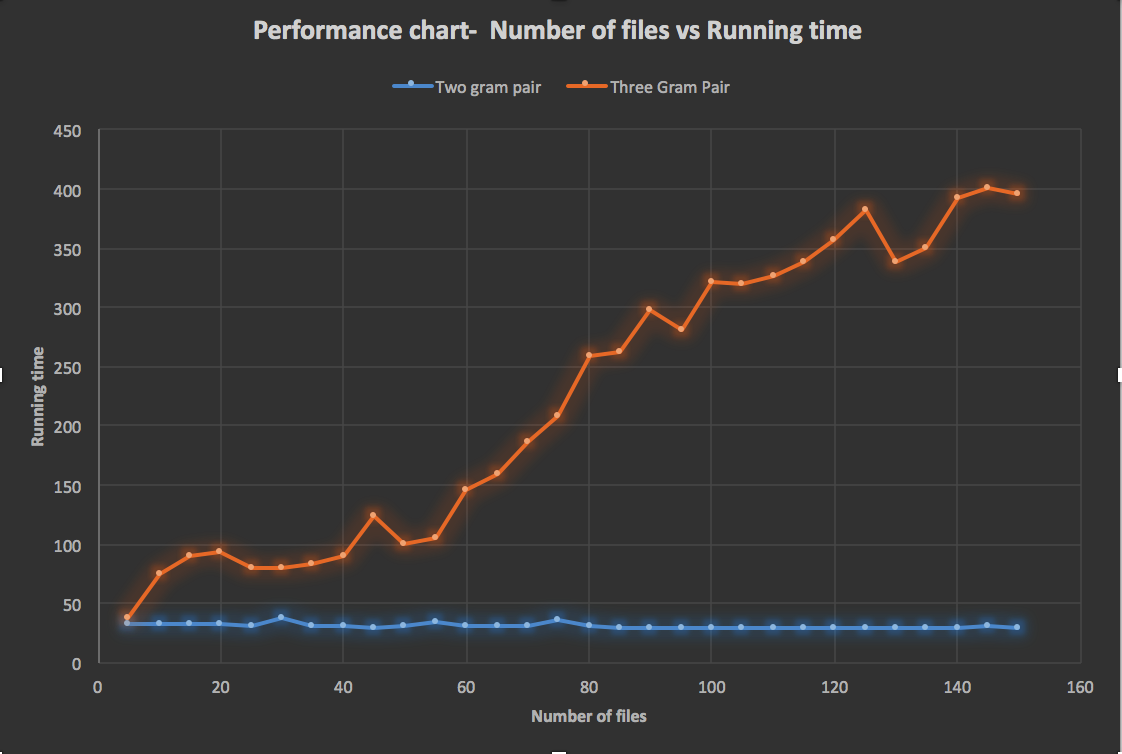 Performance chart-  Number of files vs Running time
Two gram pair
Three Gram Pair
450
400
350
300
250
200
150
100
50
0
Running time
0 20 40 60 80 100 120 140 160
Number of files